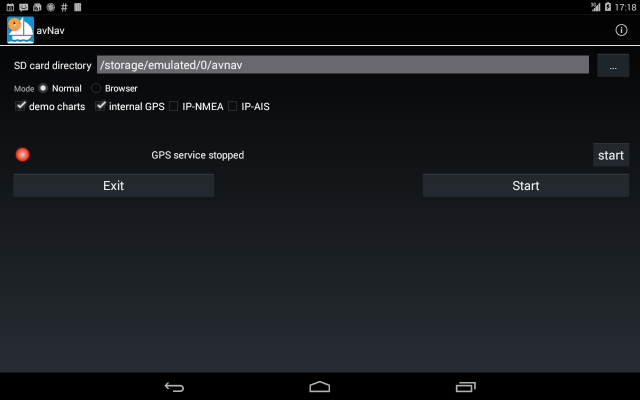 17:18
avNav
SD card directory /storage/emulated/0/avnav ...
Mode Normal Browser
demo charts internal GPS IP-NMEA IP-AIS
GPS service stopped start
Exit Start